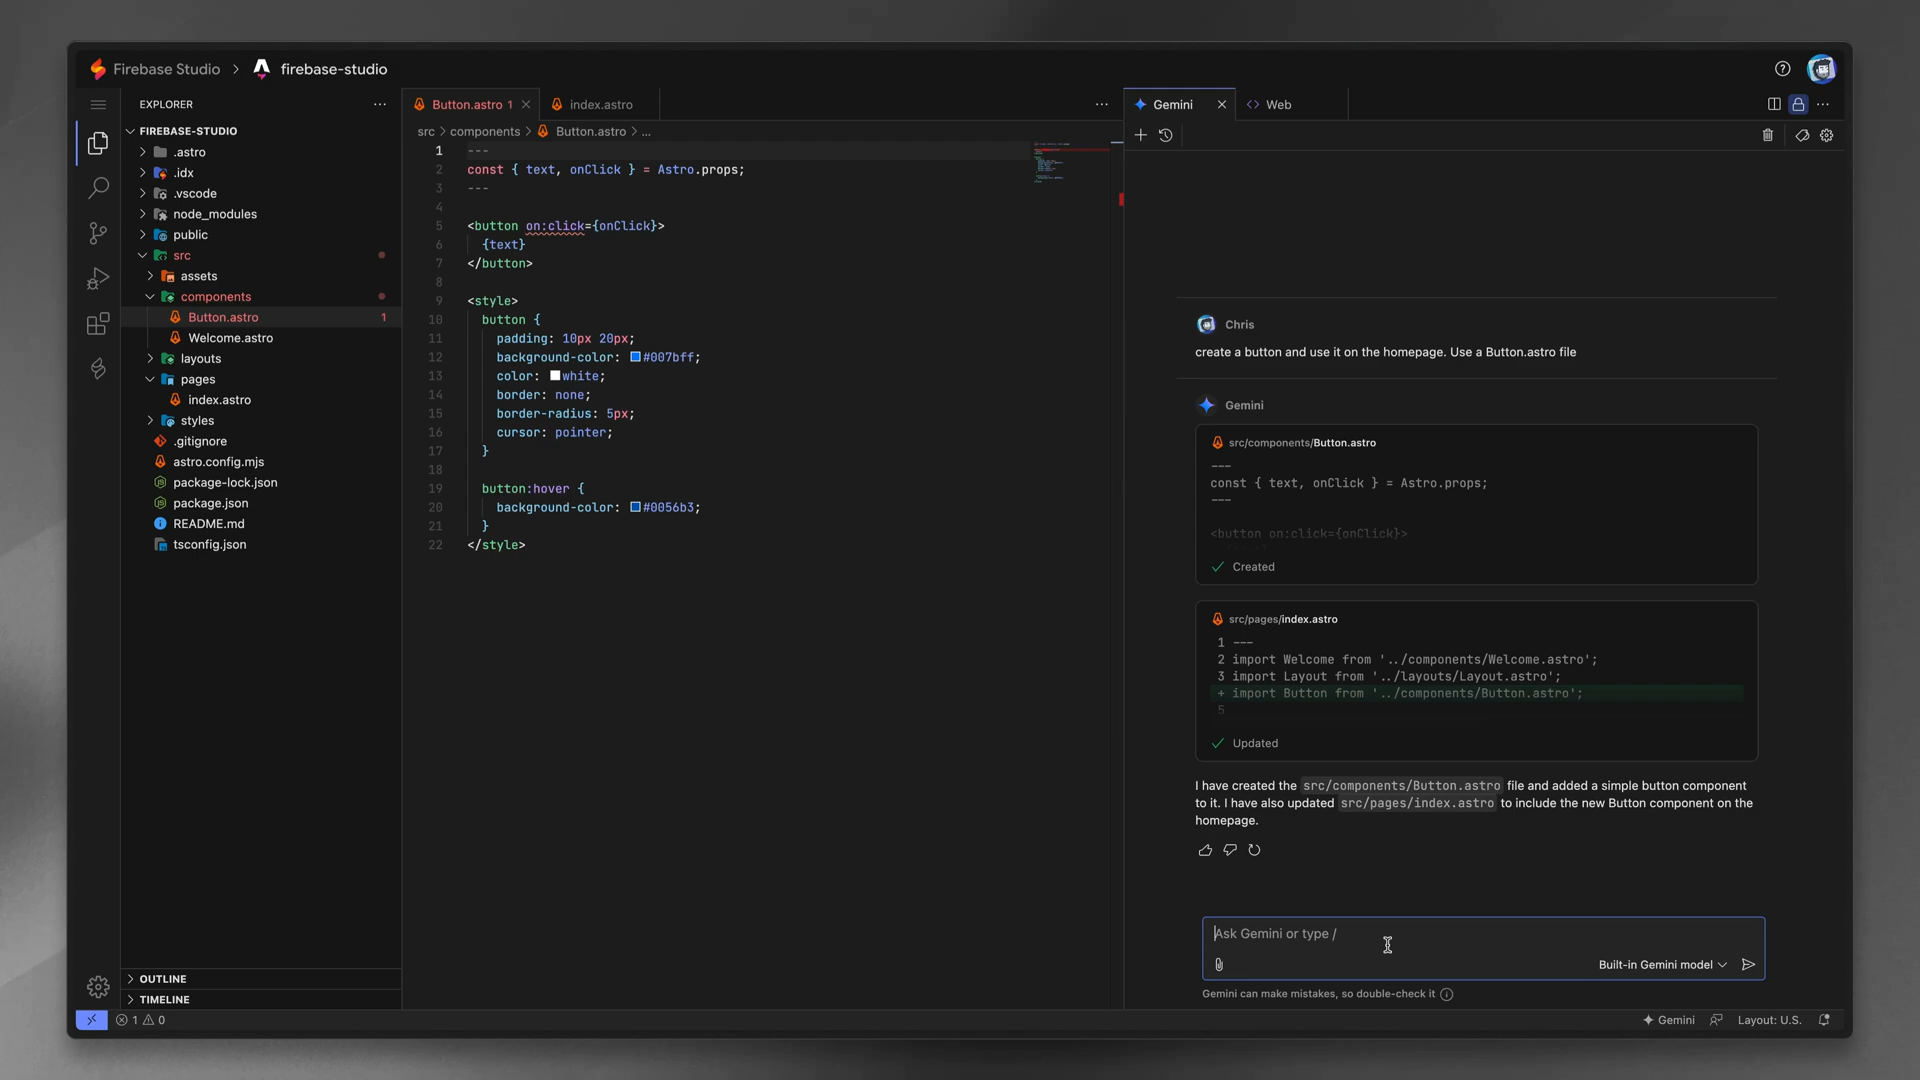 Firebase Studio > firebase-studio
EXPLORER
FIREBASE-STUDIO
.astro
.idx
.vscode
node_modules
public
src
assets
components
Button.astro 1
Welcome.astro
layouts
pages
index.astro
styles
.gitignore
astro.config.mjs
package-lock.json
package.json
README.md
tsconfig.json
OUTLINE
TIMELINE
Button.astro 1
index.astro
src > components > Button.astro > ...
1 ---
2 const { text, onClick } = Astro.props;
3 ---
4
5 <button on:click={onClick}>
6 {text}
7 </button>
8
9 <style>
10 button {
11 padding: 10px 20px;
12 background-color: #007bff;
13 color: white;
14 border: none;
15 border-radius: 5px;
16 cursor: pointer;
17 }
18
19 button:hover {
20 background-color: #0056b3;
21 }
22 </style>
Gemini
Web
Chris
create a button and use it on the homepage. Use a Button.astro file
Gemini
src/components/Button.astro
---
const { text, onClick } = Astro.props;
---
<button on:click={onClick}>
Created
src/pages/index.astro
1 ---
2 import Welcome from '../components/Welcome.astro';
3 import Layout from '../layouts/Layout.astro';
+ import Button from '../components/Button.astro';
5
Updated
I have created the src/components/Button.astro file and added a simple button component
to it. I have also updated src/pages/index.astro to include the new Button component on the
homepage.
Ask Gemini or type /
Built-in Gemini model
Gemini can make mistakes, so double-check it
1 0
Gemini
Layout: U.S.